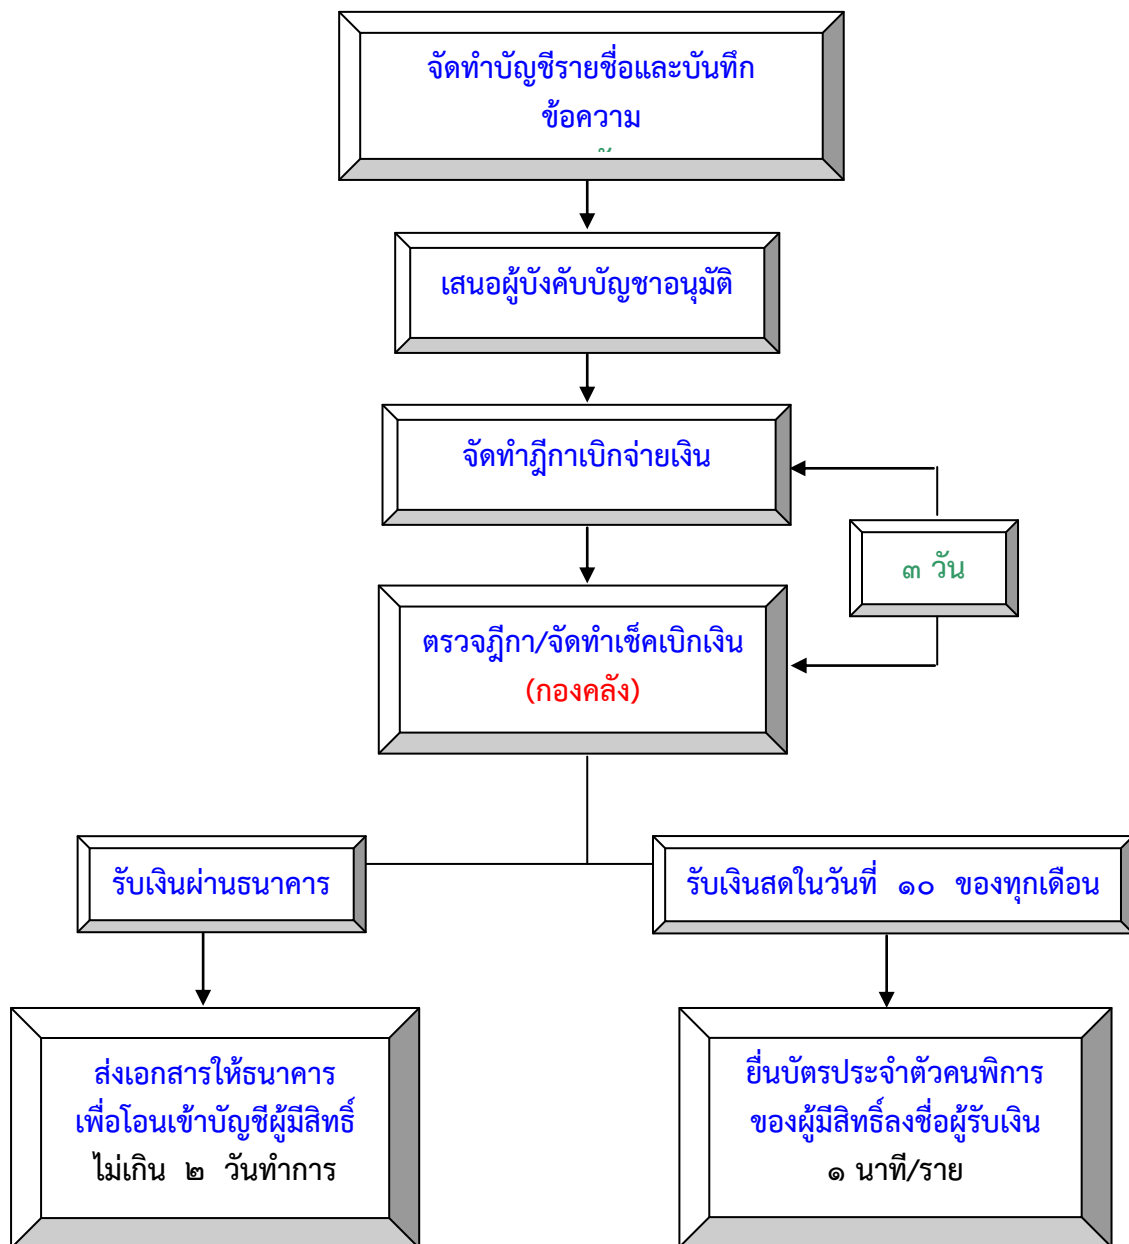 จัดทำบัญชีรายชื่อและบันทึก
ข้อความ
เสนอผู้บังคับบัญชาอนุมัติ
จัดทำฎีกาเบิกจ่ายเงิน
๓ วัน
ตรวจฎีกา/จัดทำเช็คเบิกเงิน
(กองคลัง)
รับเงินผ่านธนาคาร
รับเงินสดในวันที่ ๑๐ ของทุกเดือน
ส่งเอกสารให้ธนาคาร
เพื่อโอนเข้าบัญชีผู้มีสิทธิ์
ไม่เกิน ๒ วันทำการ
ยื่นบัตรประจำตัวคนพิการ
ของผู้มีสิทธิ์ลงชื่อผู้รับเงิน
๑ นาที/ราย